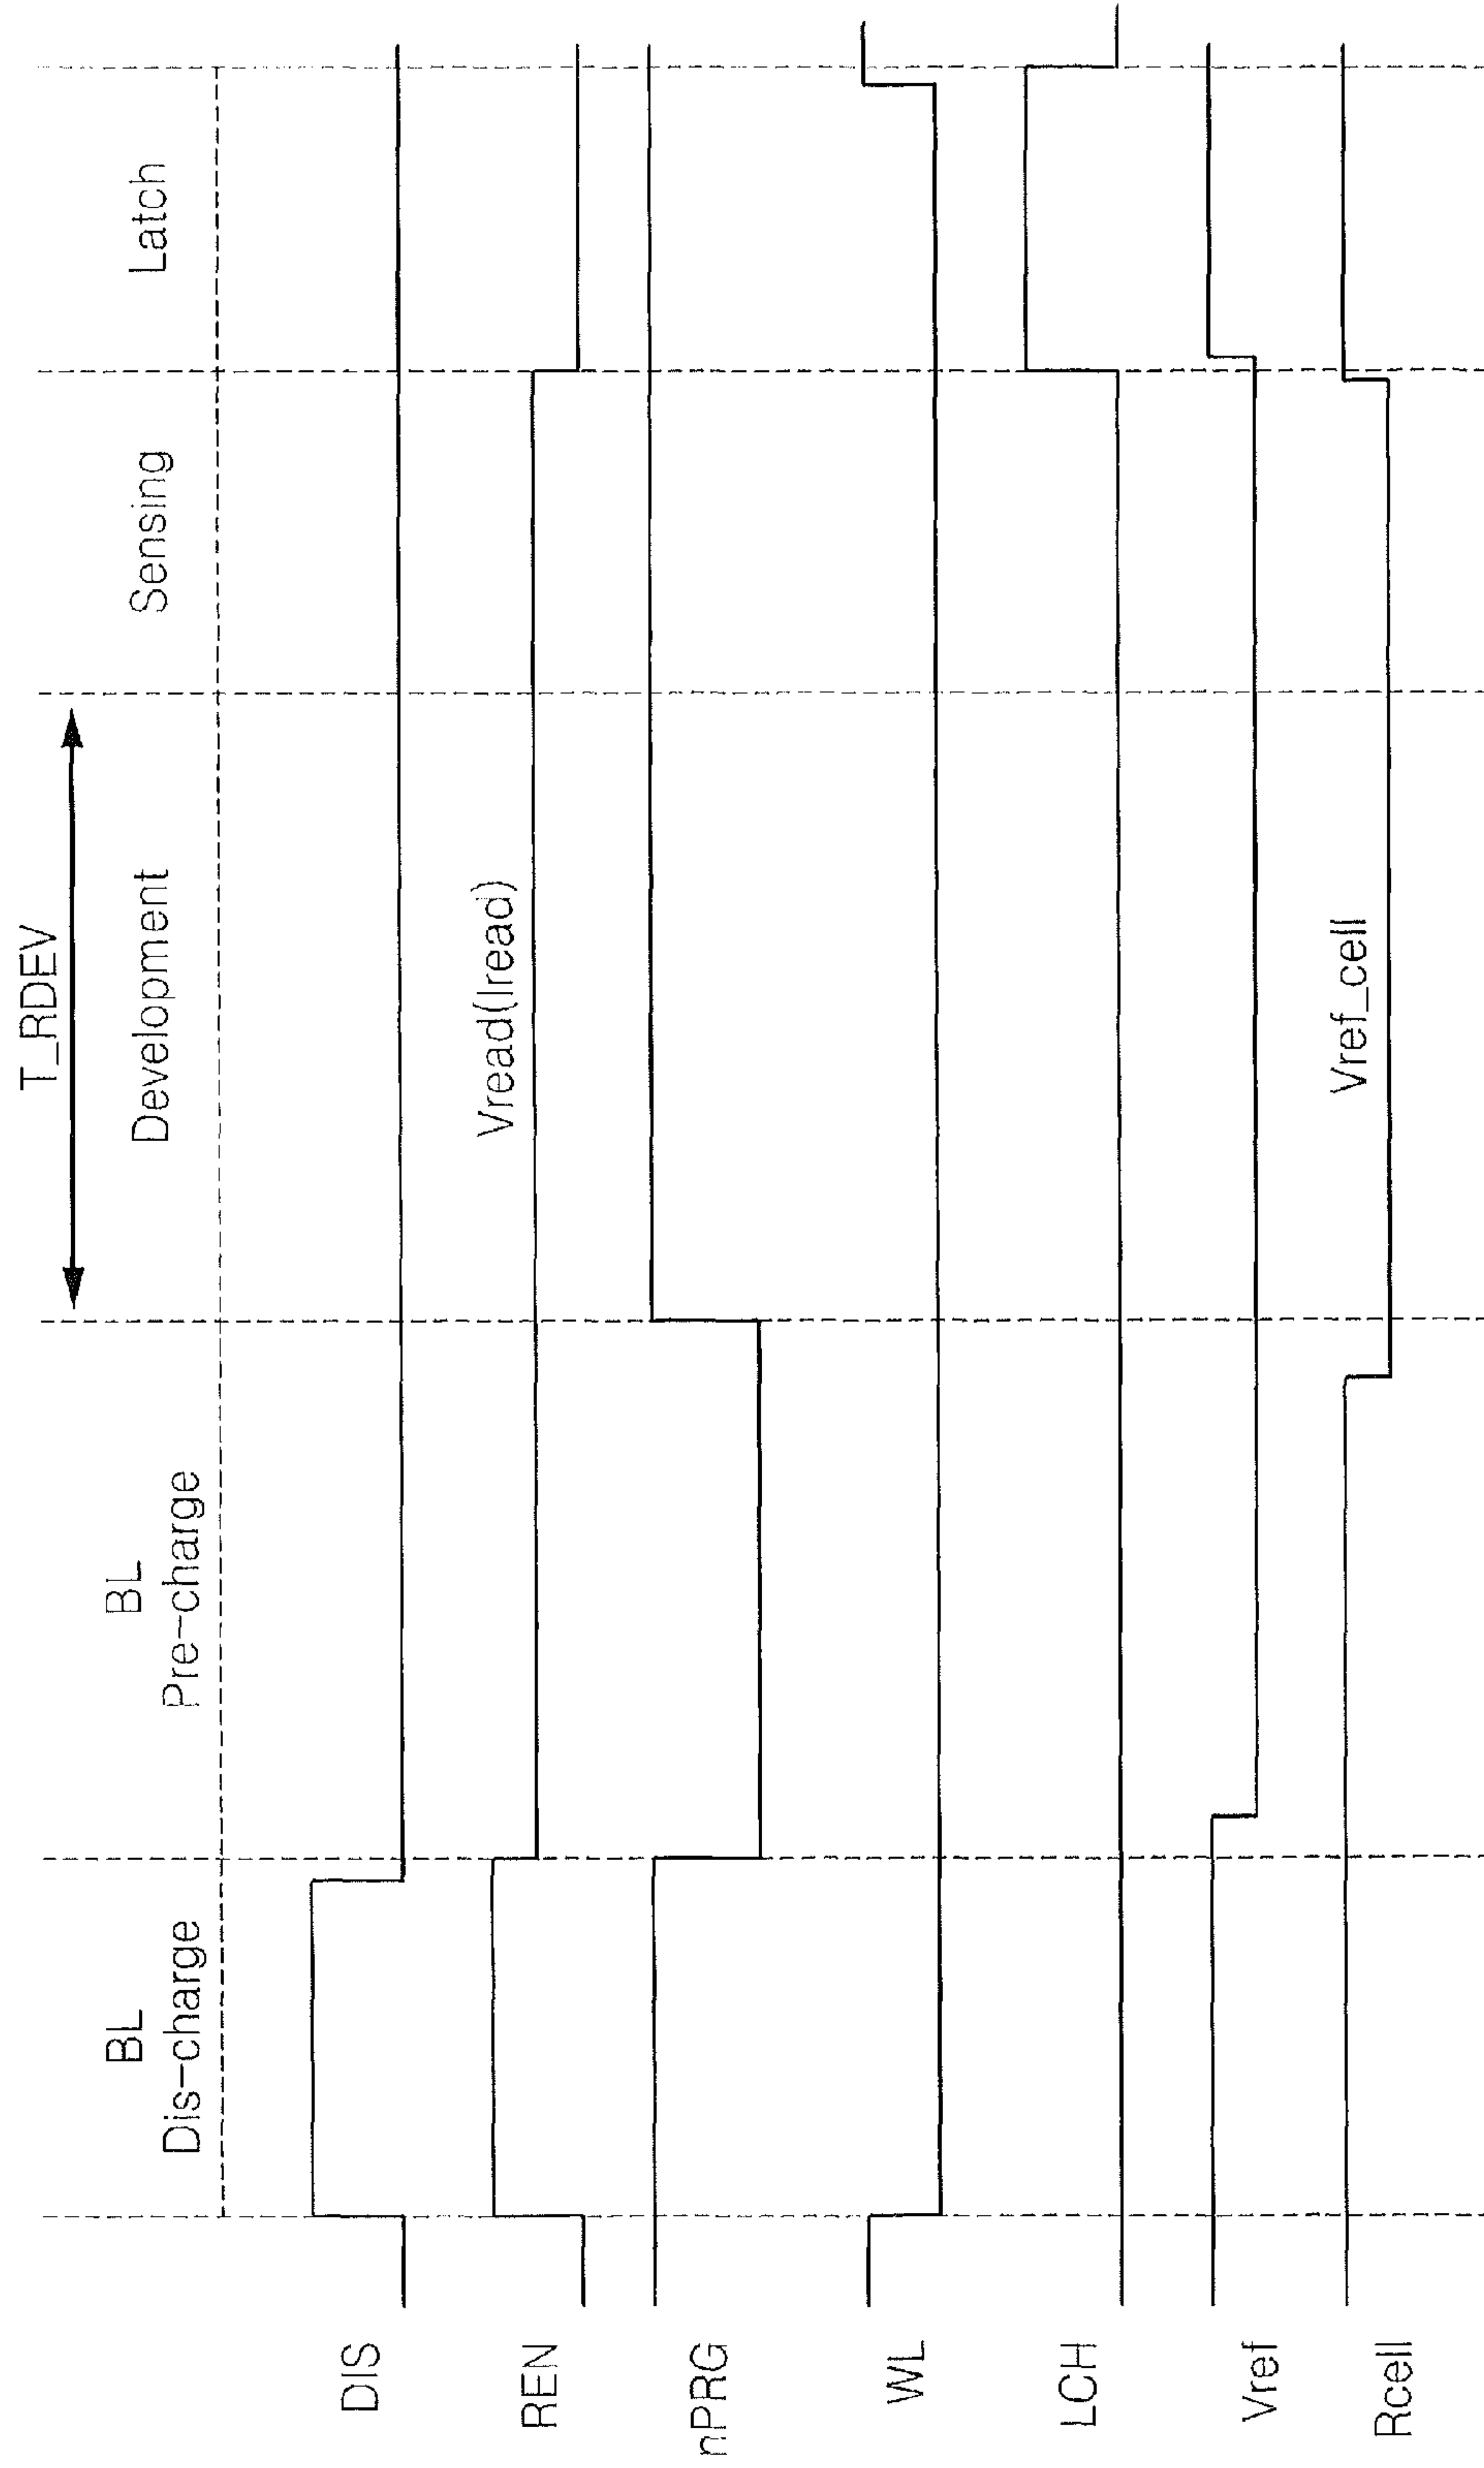 T_RDEV
BL
Dis-charge
BL
Pre-charge
Development
Sensing
Latch
DIS
REN
Vread(Iread)
nPRG
WL
LCH
Vref
Rcell
Vref_cell